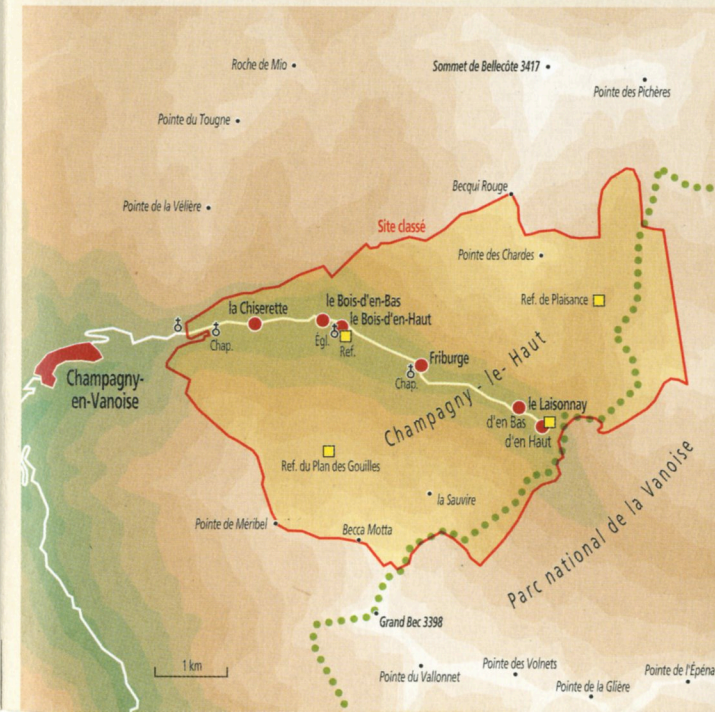 Roche de Mio
Sommet de Bellecôte 3417
Pointe des Pichères
Pointe du Tougne
Becqui Rouge
Pointe de la Vélière
Site classé
Pointe des Chardes
Ref. de Plaisance
la Chiserette
le Bois-d'en-Bas
le Bois-d'en-Haut
Chap.
Égl.
Ref.
Friburge
Chap.
Champagny-
en-Vanoise
Champagny-le-Haut
le Laisonnay
d'en Bas
d'en Haut
Ref. du Plan des Gouilles
la Sauvire
Parc national de la Vanoise
Pointe de Méribel
Becca Motta
Grand Bec 3398
1 km
Pointe du Vallonnet
Pointe des Volnets
Pointe de la Glière
Pointe de l'Épéna